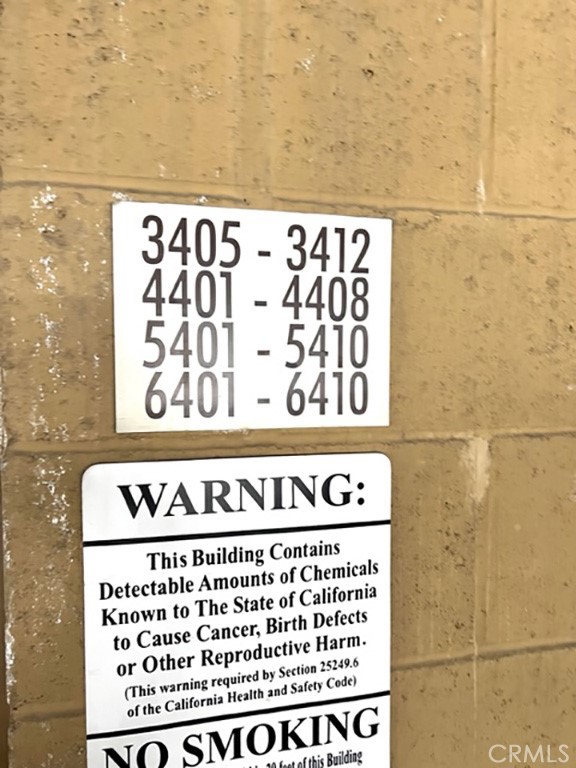 3405 - 3412
4401 - 4408
5401 - 5410
6401 - 6410
WARNING:
This Building Contains
Detectable Amounts of Chemicals
Known to The State of California
to Cause Cancer, Birth Defects
or Other Reproductive Harm.
(This warning required by Section 25249.6
of the California Health and Safety Code)
NO SMOKING
20 feet of this Building
CRMLS